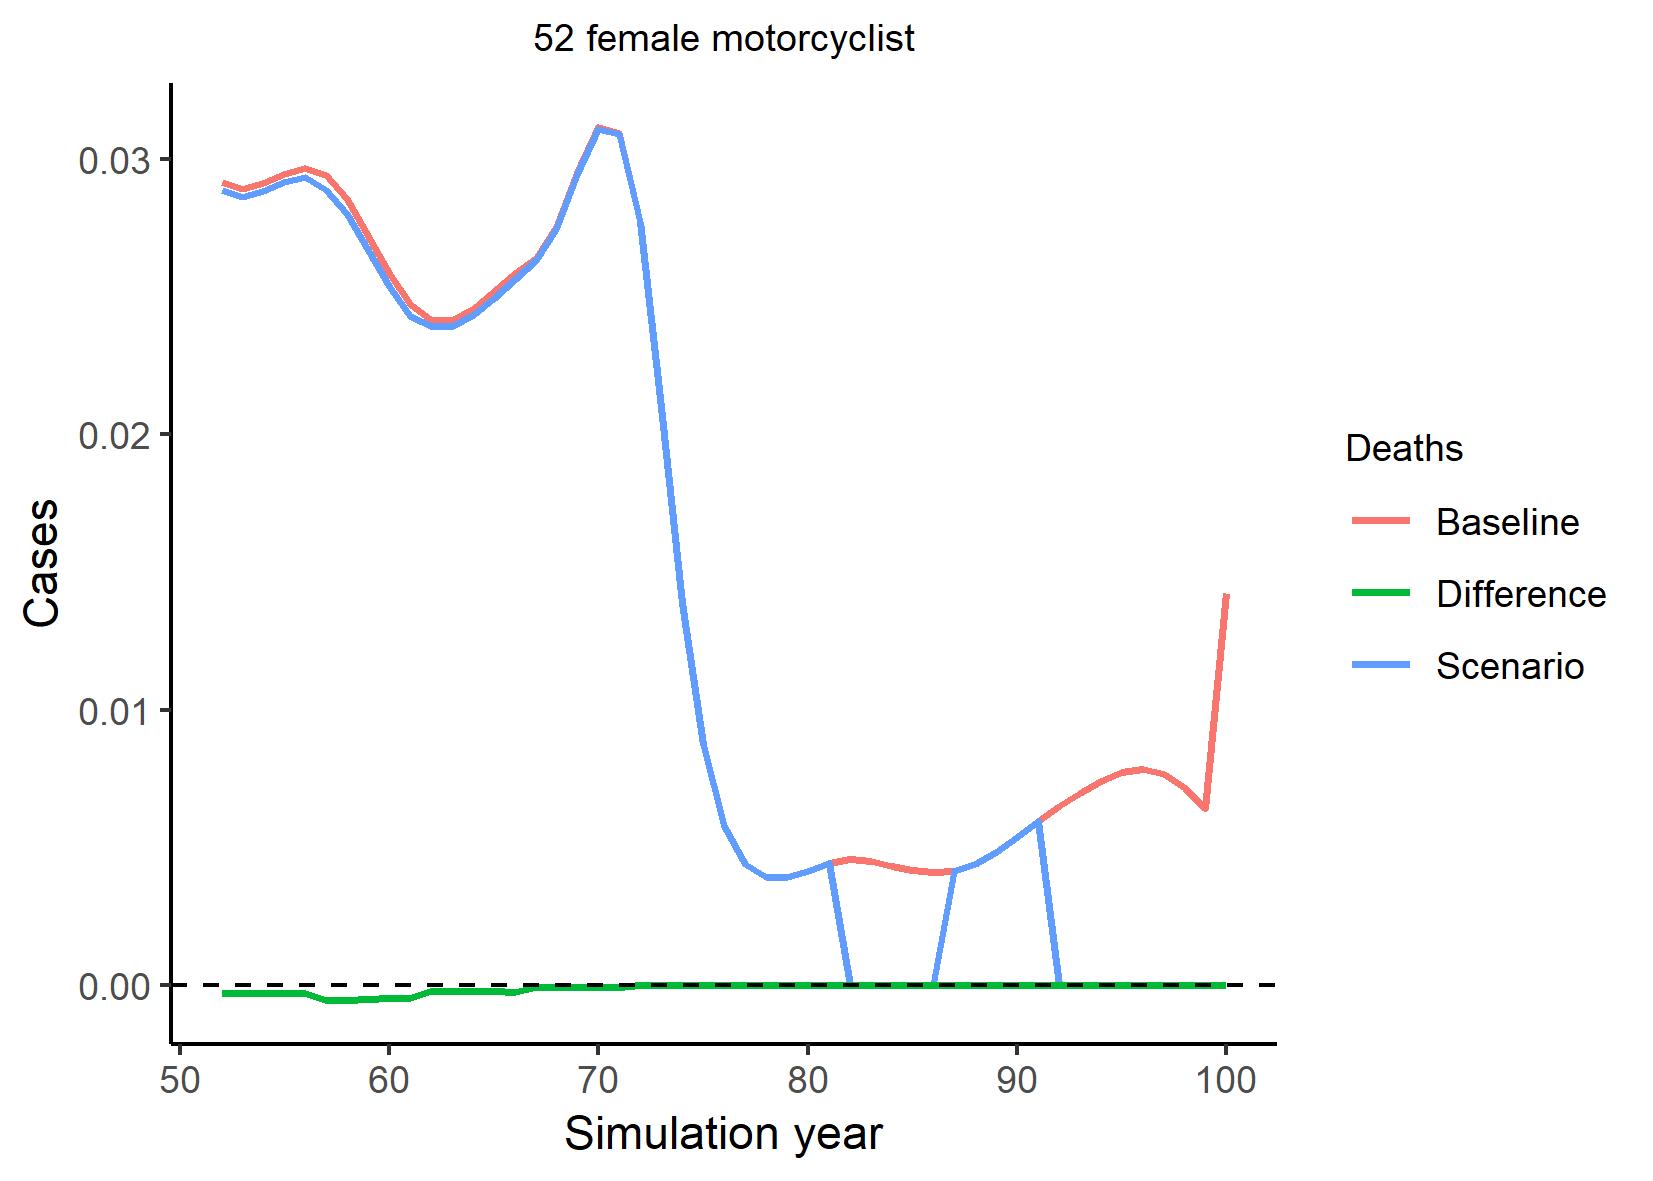 52 female motorcyclist
0.03
0.02
0.01
0.00
Cases
50 60 70 80 90 100
Simulation year
Deaths
Baseline
Difference
Scenario